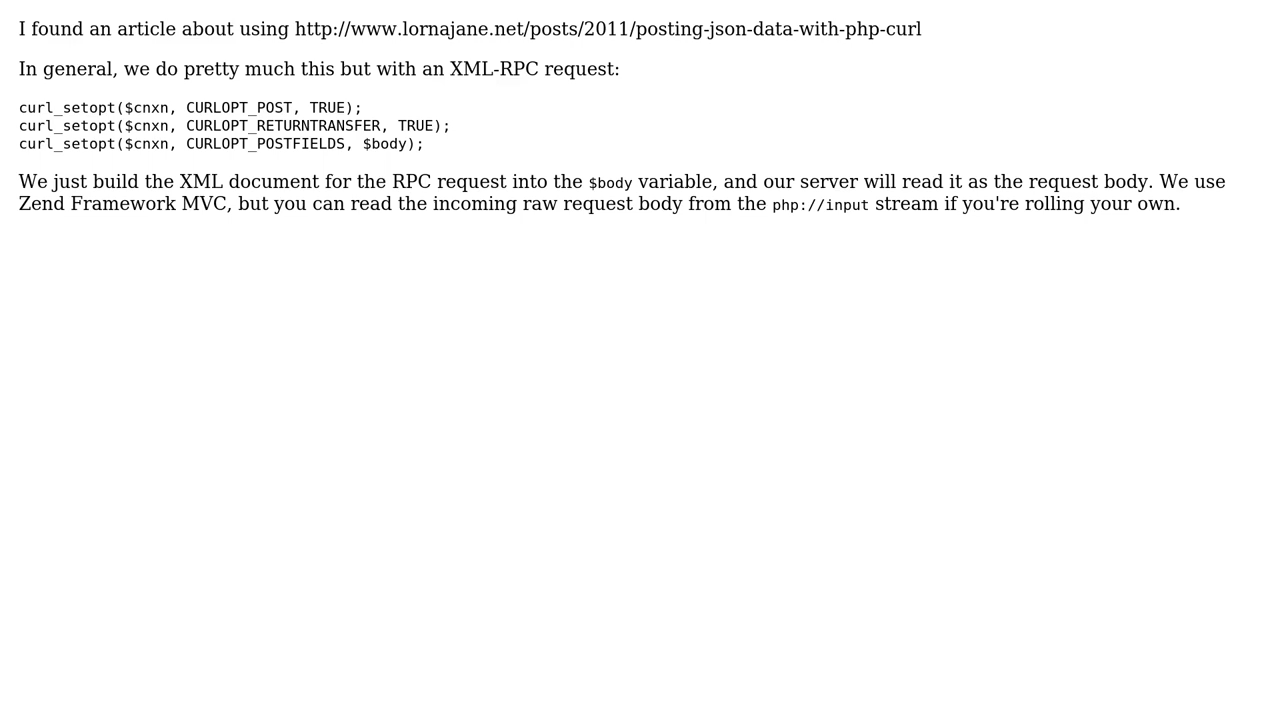 I found an article about using http://www.lornajane.net/posts/2011/posting-json-data-with-php-curl
In general, we do pretty much this but with an XML-RPC request:
curl_setopt($cnxn, CURLOPT_POST, TRUE);
curl_setopt($cnxn, CURLOPT_RETURNTRANSFER, TRUE);
curl_setopt($cnxn, CURLOPT_POSTFIELDS, $body);
We just build the XML document for the RPC request into the $body variable, and our server will read it as the request body. We use
Zend Framework MVC, but you can read the incoming raw request body from the php://input stream if you're rolling your own.